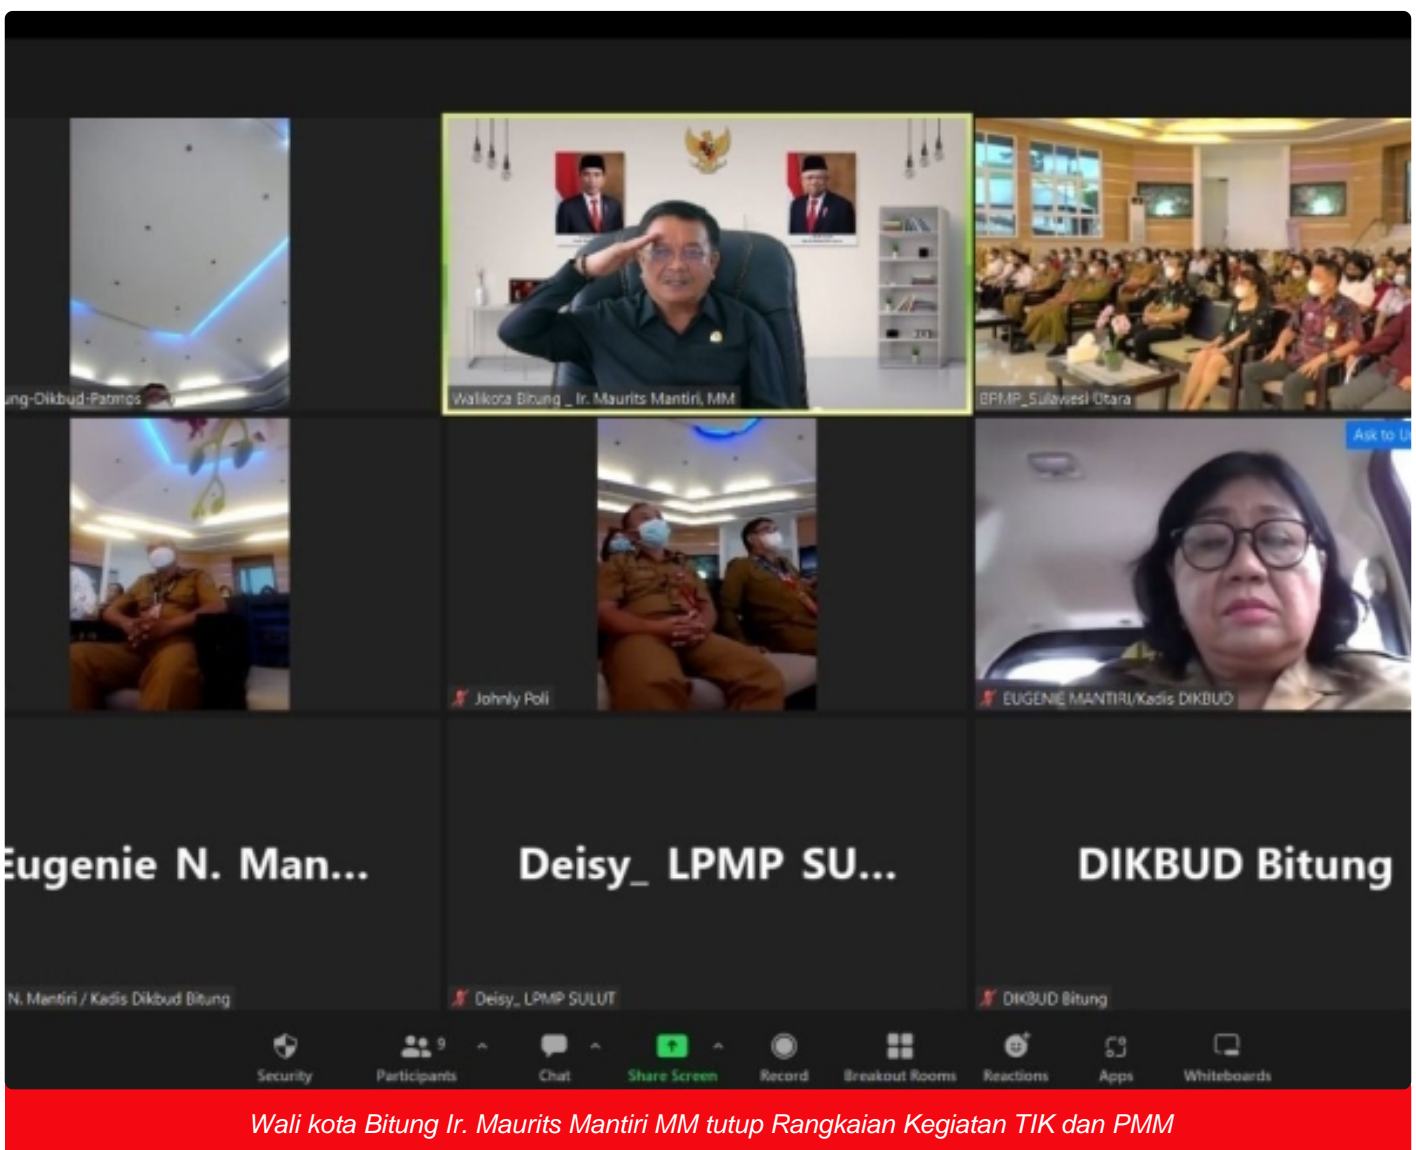 ung-Dikbud-Patmos
Walikota Bitung _ Ir. Maurits Mantiri, MM
BPMP_Sulawesi Utara
Ask to U
Johnly Poli
EUGENIE MANTIRI/Kadis DIKBUD
Eugenie N. Man...
Deisy_ LPMP SU...
DIKBUD Bitung
N. Mantiri / Kadis Dikbud Bitung
Deisy_ LPMP SULUT
DIKBUD Bitung
9
Security
Participants
Chat
Share Screen
Record
Breakout Rooms
Reactions
Apps
Whiteboards
Wali kota Bitung Ir. Maurits Mantiri MM tutup Rangkaian Kegiatan TIK dan PMM